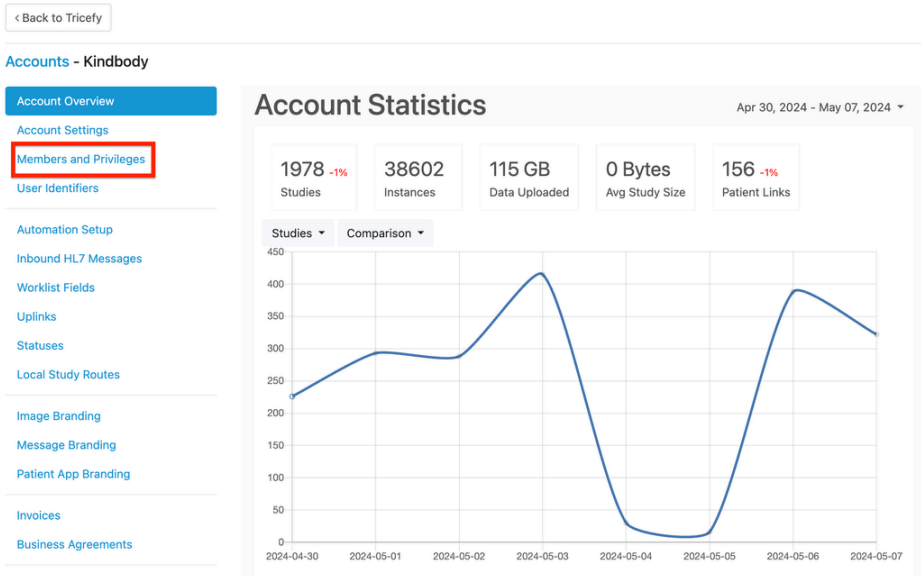 Back to Tricefy
Accounts - Kindbody
Account Overview
Account Settings
Members and Privileges
User Identifiers
Automation Setup
Inbound HL7 Messages
Worklist Fields
Uplinks
Statuses
Local Study Routes
Image Branding
Message Branding
Patient App Branding
Invoices
Business Agreements
Account Statistics
Apr 30, 2024 - May 07, 2024
1978 -1%
Studies
38602
Instances
115 GB
Data Uploaded
0 Bytes
Avg Study Size
156 -1%
Patient Links
Studies
Comparison
450
400
350
300
250
200
150
100
50
0
2024-04-30
2024-05-01
2024-05-02
2024-05-03
2024-05-04
2024-05-05
2024-05-06
2024-05-07